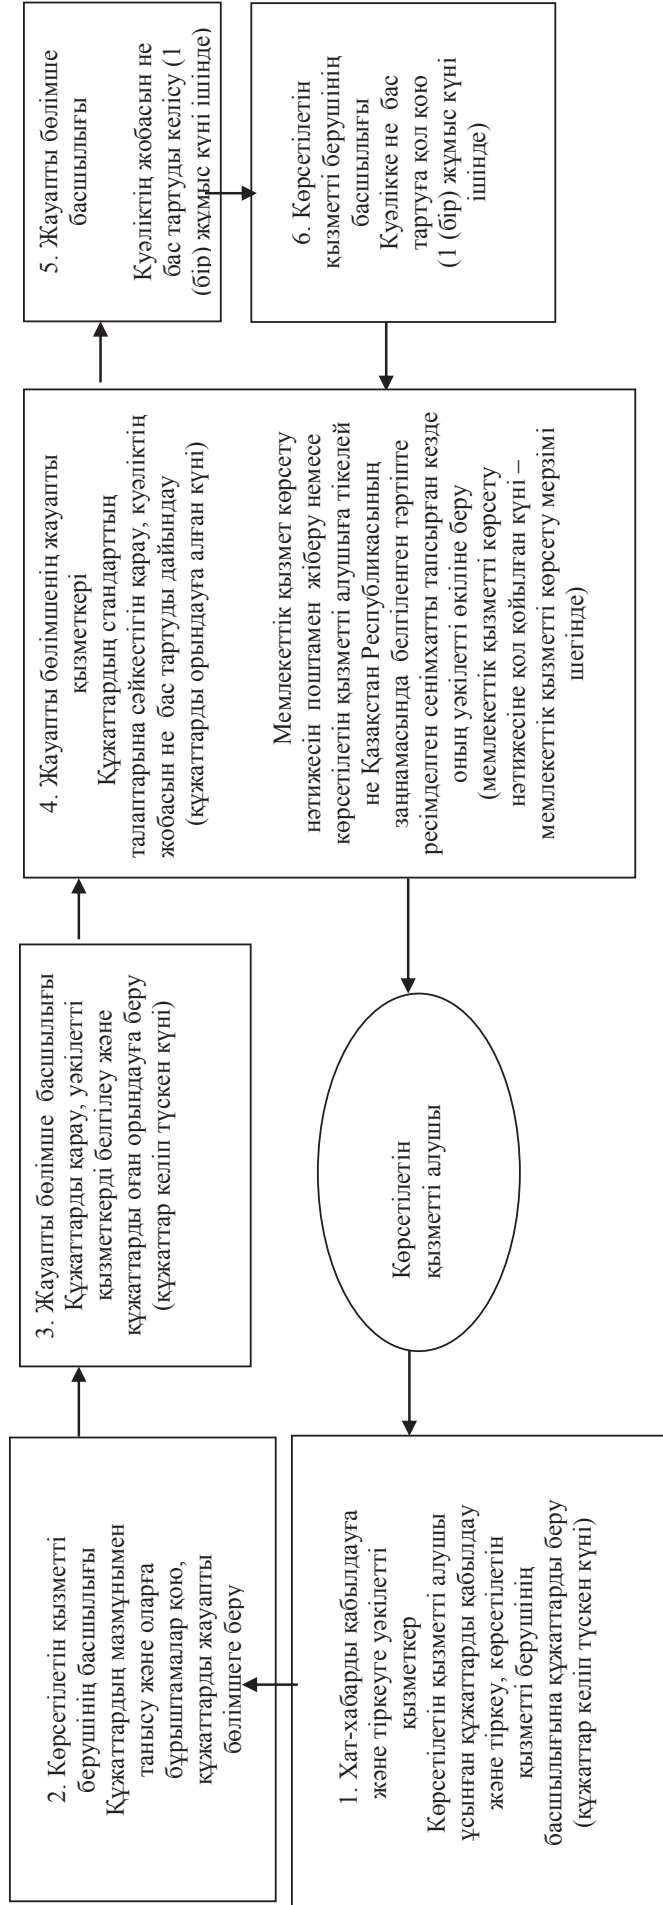 1. Хат-хабарды қабылдауға
және тіркеуге уәкілетті
қызметкер
Көрсетілетін қызметті алушы
ұсынған құжаттарды қабылдау
және тіркеу, көрсетілетін
қызметті берушінің
басшылығына құжаттарды беру
(құжаттар келіп түскен күні)
2. Көрсетілетін қызметті
берушінің басшылығы
Құжаттардың мазмұнымен
танысу және оларға
бұрыштамалар қою,
құжаттарды жауапты
бөлімшеге беру
3. Жауапты бөлімше басшылығы
Құжаттарды қарау, уәкілетті
қызметкерді белгілеу және
құжаттарды оған орындауға беру
(құжаттар келіп түскен күні)
4. Жауапты бөлімшенің жауапты
қызметкері
Құжаттардың стандарттың
талаптарына сәйкестігін қарау, куәліктің
жобасын не бас тартуды дайындау
(құжаттарды орындауға алған күні)
Мемлекеттік қызмет көрсету
нәтижесін поштамен жіберу немесе
көрсетілетін қызметті алушыға тікелей
не Қазақстан Республикасының
заңнамасында белгіленген тәртіпте
ресімделген сенімхатты тапсырған кезде
оның уәкілетті өкіліне беру
(мемлекеттік қызметті көрсету
нәтижесіне қол қойылған күні –
мемлекеттік қызметті көрсету мерзімі
шегінде)
5. Жауапты бөлімше
басшылығы
Куәліктің жобасын не
бас тартуды келісу (1
(бір) жұмыс күні ішінде)
6. Көрсетілетін
қызметті берушінің
басшылығы
Куәлікке не бас
тартуға қол қою
(1 (бір) жұмыс күні
ішінде)
Көрсетілетін
қызметті алушы